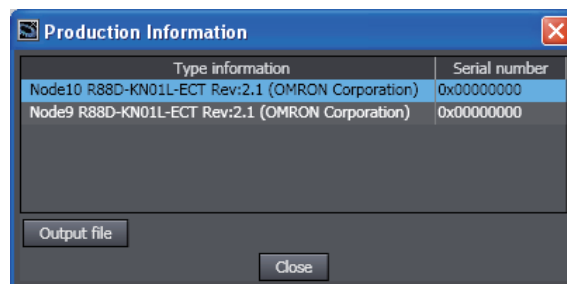 Production Information
Type information Serial number
Node10 R88D-KN01L-ECT Rev:2.1 (OMRON Corporation) 0x00000000
Node9 R88D-KN01L-ECT Rev:2.1 (OMRON Corporation) 0x00000000
Output file
Close